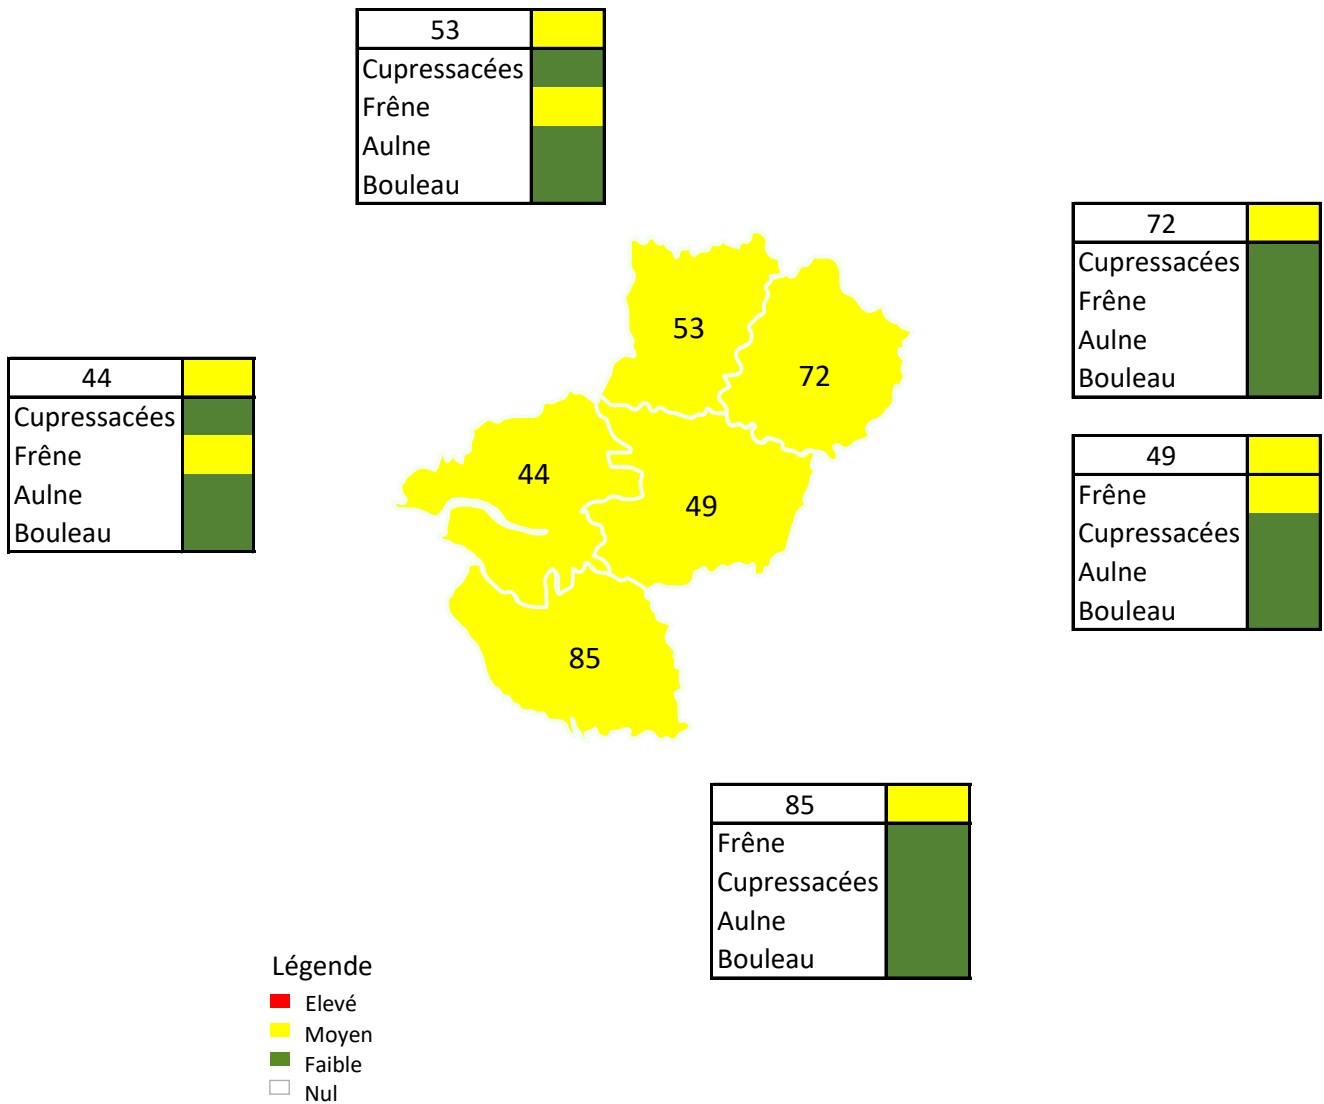 53
Cupressacées
Frêne
Aulne
Bouleau
72
Cupressacées
Frêne
Aulne
Bouleau
44
Cupressacées
Frêne
Aulne
Bouleau
49
Frêne
Cupressacées
Aulne
Bouleau
53
72
44
49
85
85
Frêne
Cupressacées
Aulne
Bouleau
Légende
Elevé
Moyen
Faible
Nul